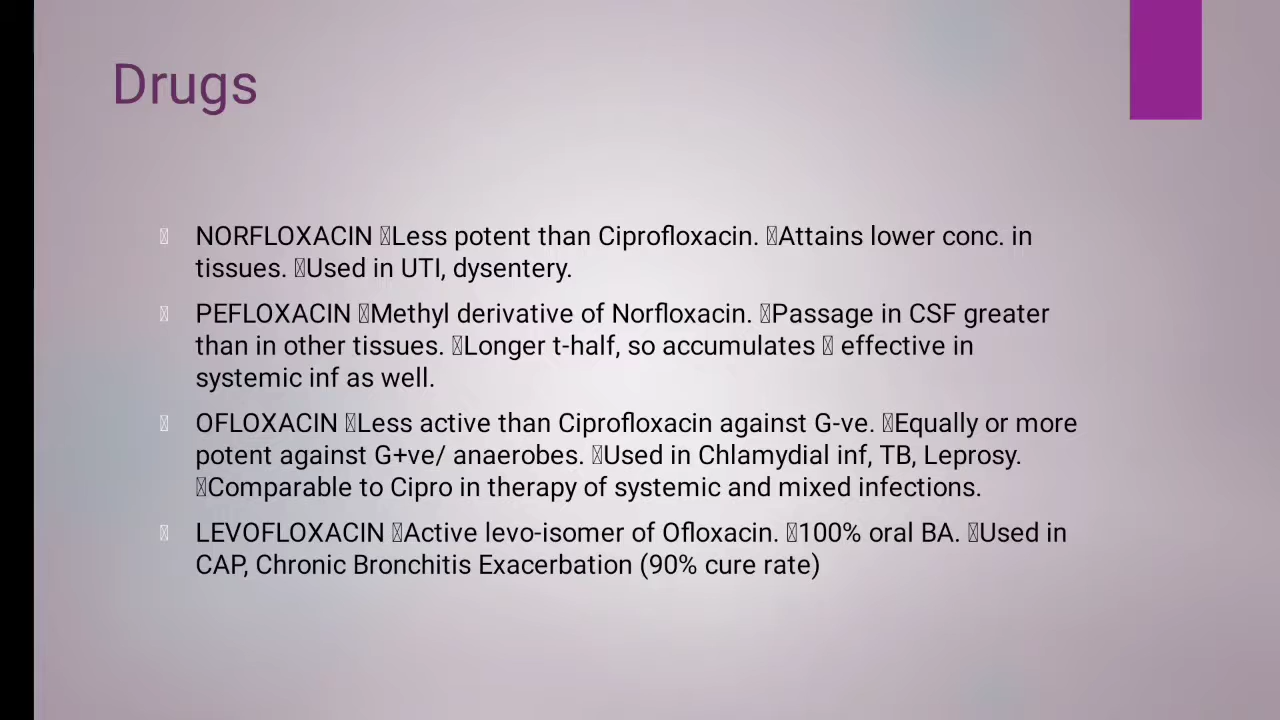 Drugs
NORFLOXACIN Less potent than Ciprofloxacin. Attains lower conc. in
tissues. Used in UTI, dysentery.
PEFLOXACIN Methyl derivative of Norfloxacin. Passage in CSF greater
than in other tissues. Longer t-half, so accumulates effective in
systemic inf as well.
OFLOXACIN Less active than Ciprofloxacin against G-ve. Equally or more
potent against G+ve/ anaerobes. Used in Chlamydial inf, TB, Leprosy.
Comparable to Cipro in therapy of systemic and mixed infections.
LEVOFLOXACIN Active levo-isomer of Ofloxacin. 100% oral BA. Used in
CAP, Chronic Bronchitis Exacerbation (90% cure rate)